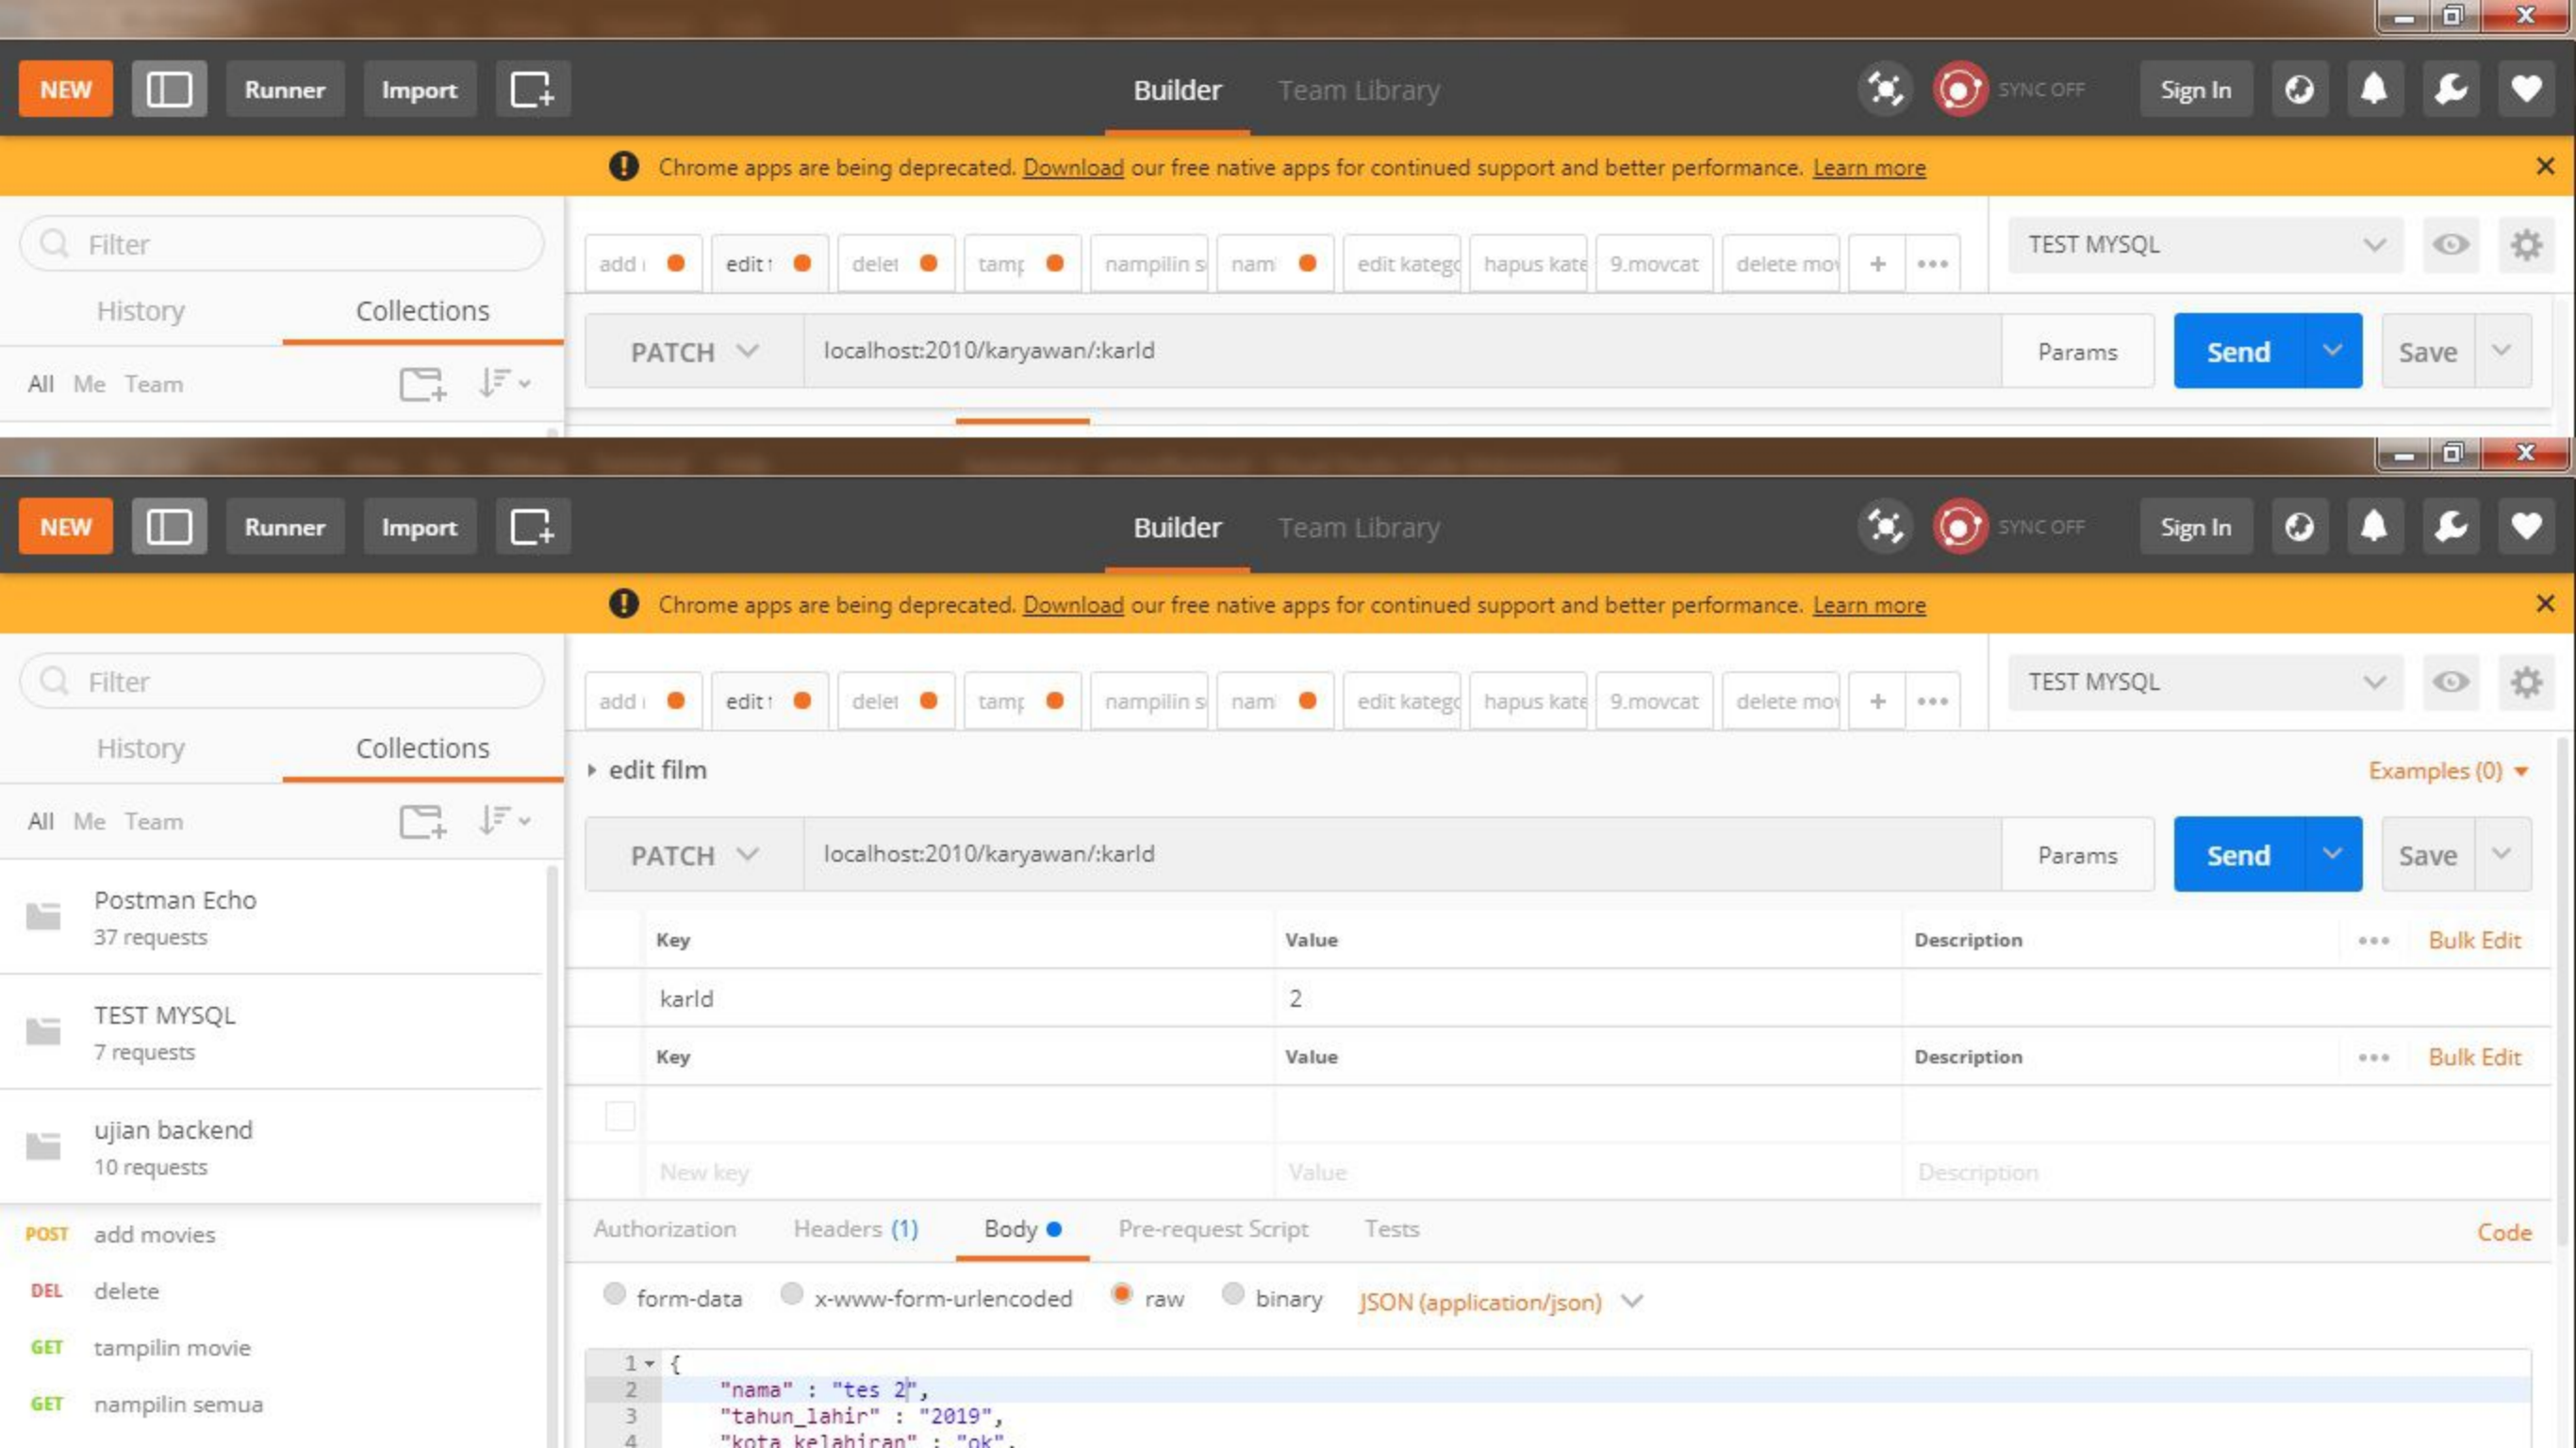 NEW Runner Import Builder Team Library SYNC OFF Sign In
Chrome apps are being deprecated. Download our free native apps for continued support and better performance. Learn more
Filter
add edit delet tamp nampilin s nam edit katego hapus kate 9.movcat delete mov + TEST MYSQL
History Collections
PATCH localhost:2010/karyawan/:karId Params Send Save
All Me Team
NEW Runner Import Builder Team Library SYNC OFF Sign In
Chrome apps are being deprecated. Download our free native apps for continued support and better performance. Learn more
Filter
add edit delet tamp nampilin s nam edit katego hapus kate 9.movcat delete mov + TEST MYSQL
History Collections
edit film Examples (0)
All Me Team
PATCH localhost:2010/karyawan/:karId Params Send Save
Postman Echo
37 requests
TEST MYSQL
7 requests
ujian backend
10 requests
POST add movies
DEL delete
GET tampilin movie
GET nampilin semua
Key Value Description Bulk Edit
karId 2
Key Value Description Bulk Edit
New key Value Description
Authorization Headers (1) Body Pre-request Script Tests Code
form-data x-www-form-urlencoded raw binary JSON (application/json)
1 {
2 "nama" : "tes 2",
3 "tahun_lahir" : "2019",
4 "kota_kelahiran" : "ok",